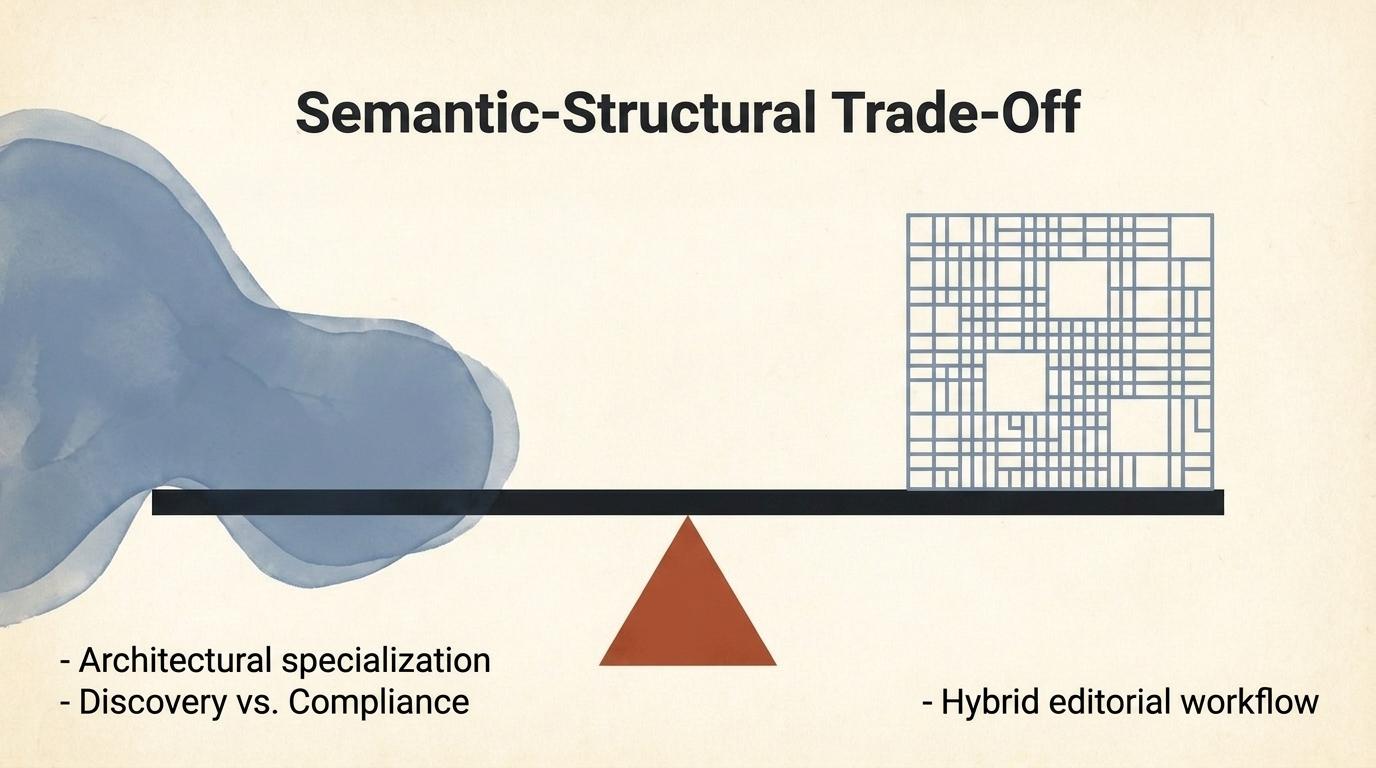 Semantic-Structural Trade-Off
- Architectural specialization
- Discovery vs. Compliance
- Hybrid editorial workflow